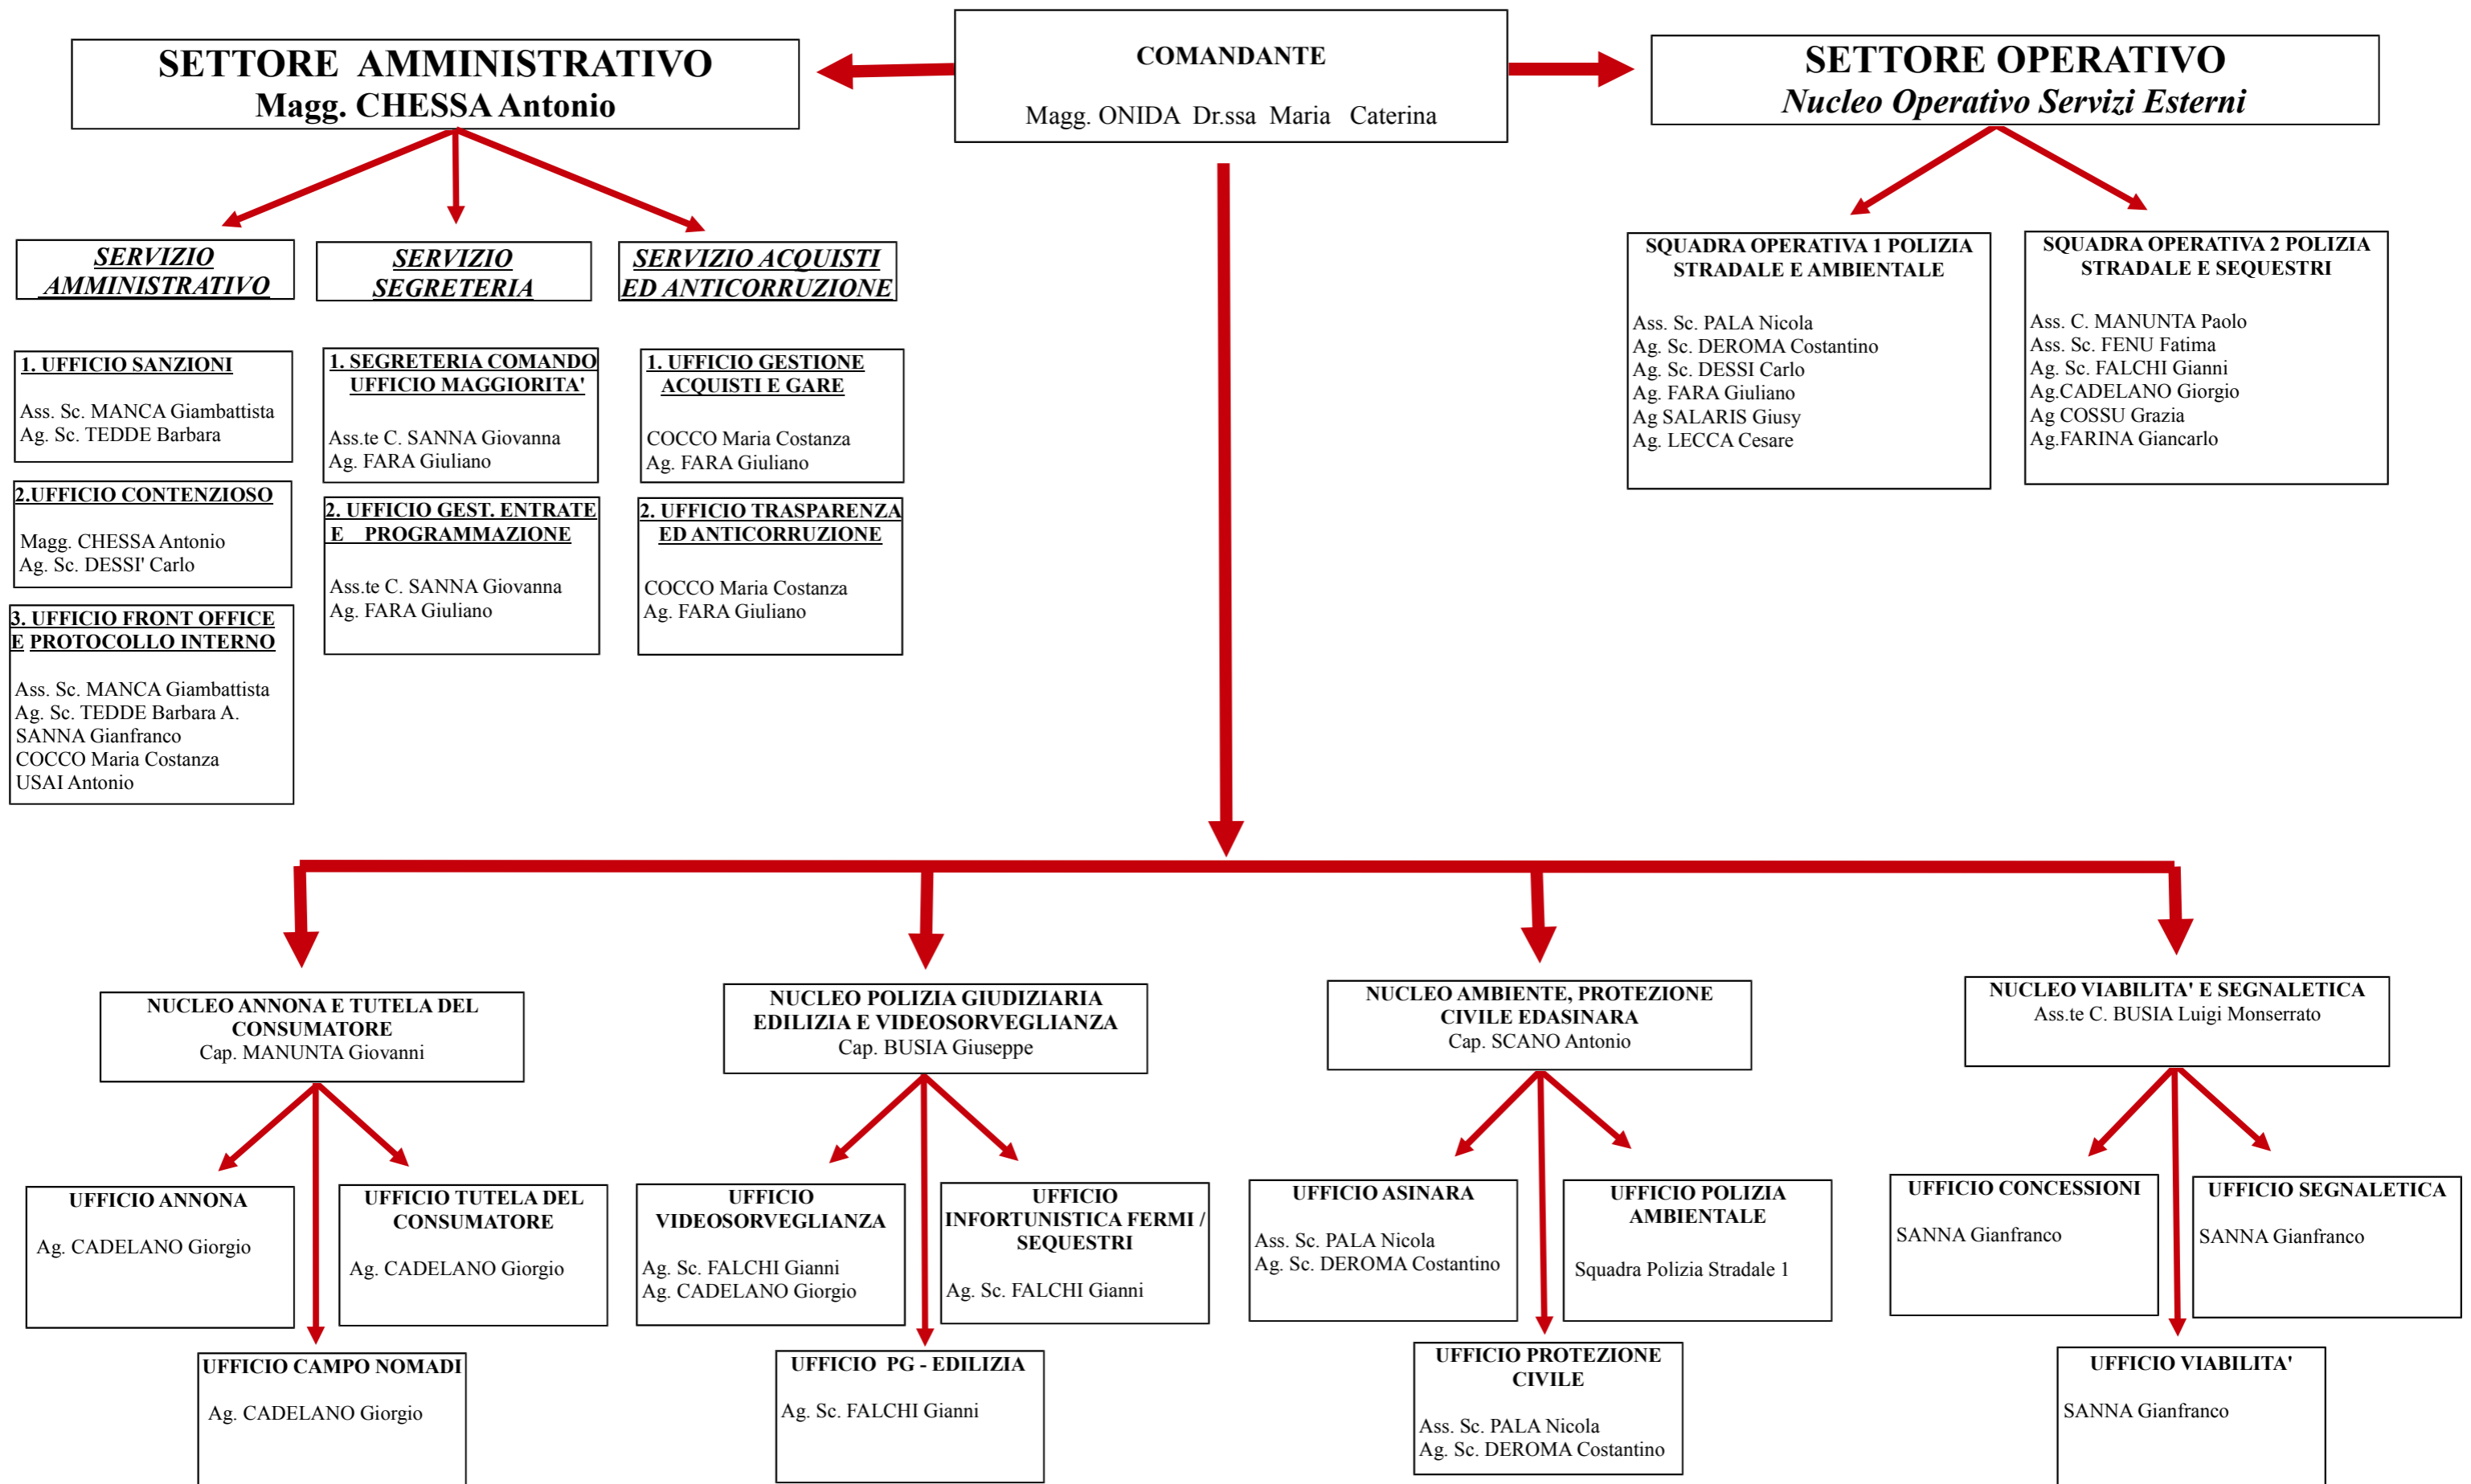 COMANDANTE
Magg. ONIDA Dr.ssa Maria Caterina
SETTORE AMMINISTRATIVO
Magg. CHESSA Antonio
SETTORE OPERATIVO
Nucleo Operativo Servizi Esterni
SERVIZIO
AMMINISTRATIVO
1. UFFICIO SANZIONI
Ass. Sc. MANCA Giambattista
Ag. Sc. TEDDE Barbara
2.UFFICIO CONTENZIOSO
Magg. CHESSA Antonio
Ag. Sc. DESSI' Carlo
3. UFFICIO FRONT OFFICE
E PROTOCOLLO INTERNO
Ass. Sc. MANCA Giambattista
Ag. Sc. TEDDE Barbara A.
SANNA Gianfranco
COCCO Maria Costanza
USAI Antonio
SERVIZIO
SEGRETERIA
1. SEGRETERIA COMANDO
UFFICIO MAGGIORITA'
Ass.te C. SANNA Giovanna
Ag. FARA Giuliano
2. UFFICIO GEST. ENTRATE
E PROGRAMMAZIONE
Ass.te C. SANNA Giovanna
Ag. FARA Giuliano
SERVIZIO ACQUISTI
ED ANTICORRUZIONE
1. UFFICIO GESTIONE
ACQUISTI E GARE
COCCO Maria Costanza
Ag. FARA Giuliano
2. UFFICIO TRASPARENZA
ED ANTICORRUZIONE
COCCO Maria Costanza
Ag. FARA Giuliano
SQUADRA OPERATIVA 1 POLIZIA
STRADALE E AMBIENTALE
Ass. Sc. PALA Nicola
Ag. Sc. DEROMA Costantino
Ag. Sc. DESSI Carlo
Ag. FARA Giuliano
Ag SALARIS Giusy
Ag. LECCA Cesare
SQUADRA OPERATIVA 2 POLIZIA
STRADALE E SEQUESTRI
Ass. C. MANUNTA Paolo
Ass. Sc. FENU Fatima
Ag. Sc. FALCHI Gianni
Ag.CADELANO Giorgio
Ag COSSU Grazia
Ag.FARINA Giancarlo
NUCLEO ANNONA E TUTELA DEL
CONSUMATORE
Cap. MANUNTA Giovanni
UFFICIO ANNONA
Ag. CADELANO Giorgio
UFFICIO TUTELA DEL
CONSUMATORE
Ag. CADELANO Giorgio
UFFICIO CAMPO NOMADI
Ag. CADELANO Giorgio
NUCLEO POLIZIA GIUDIZIARIA
EDILIZIA E VIDEOSORVEGLIANZA
Cap. BUSIA Giuseppe
UFFICIO
VIDEOSORVEGLIANZA
Ag. Sc. FALCHI Gianni
Ag. CADELANO Giorgio
UFFICIO
INFORTUNISTICA FERMI /
SEQUESTRI
Ag. Sc. FALCHI Gianni
UFFICIO PG - EDILIZIA
Ag. Sc. FALCHI Gianni
NUCLEO AMBIENTE, PROTEZIONE
CIVILE EDASINARA
Cap. SCANO Antonio
UFFICIO ASINARA
Ass. Sc. PALA Nicola
Ag. Sc. DEROMA Costantino
UFFICIO POLIZIA
AMBIENTALE
Squadra Polizia Stradale 1
UFFICIO PROTEZIONE
CIVILE
Ass. Sc. PALA Nicola
Ag. Sc. DEROMA Costantino
NUCLEO VIABILITA' E SEGNALETICA
Ass.te C. BUSIA Luigi Monserrato
UFFICIO CONCESSIONI
SANNA Gianfranco
UFFICIO SEGNALETICA
SANNA Gianfranco
UFFICIO VIABILITA'
SANNA Gianfranco